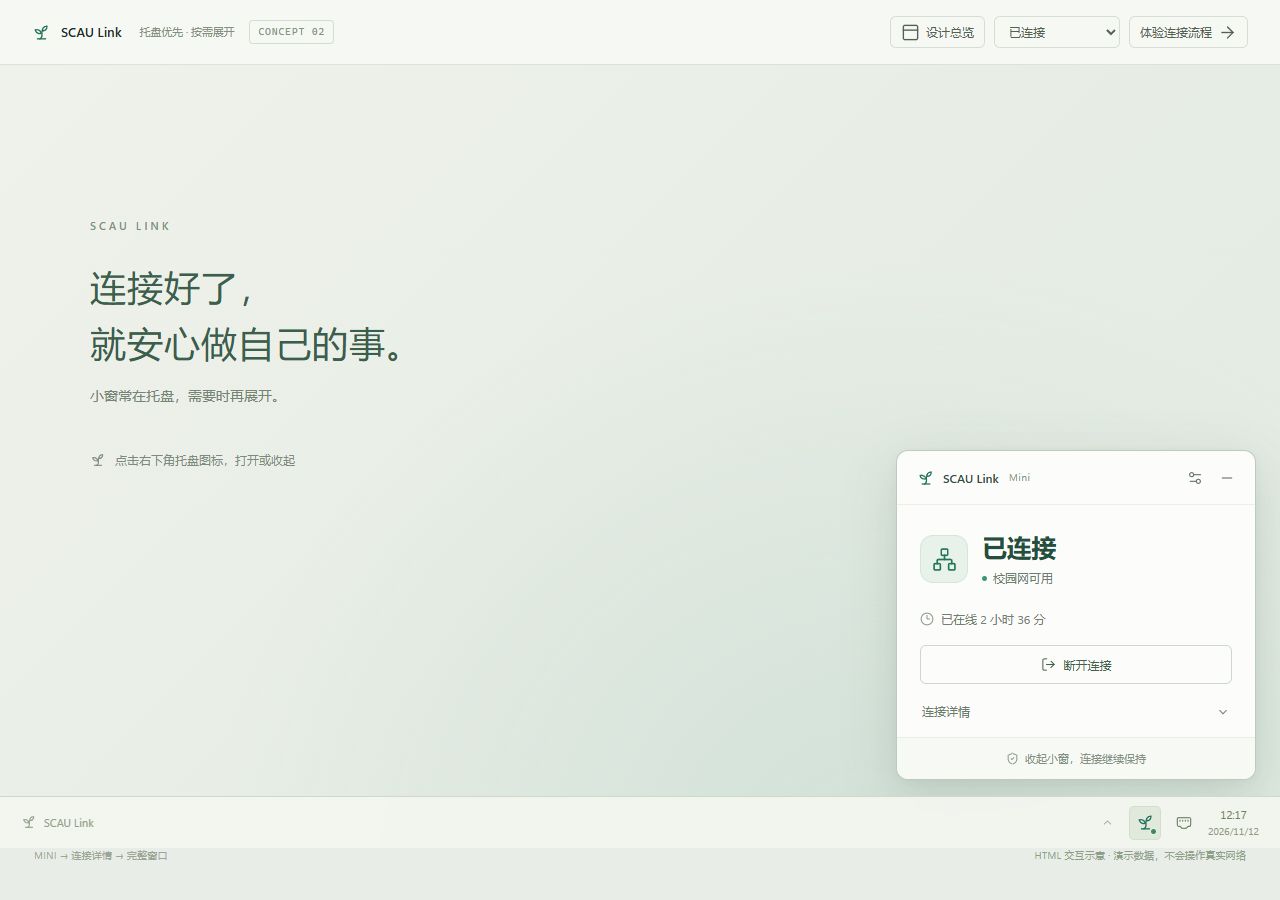 SCAU Link 托盘优先 · 按需展开 CONCEPT 02 设计总览 已连接 体验连接流程
SCAU LINK
连接好了，
就安心做自己的事。
小窗常在托盘，需要时再展开。
点击右下角托盘图标，打开或收起
SCAU Link Mini
已连接
校园网可用
已在线 2 小时 36 分
断开连接
连接详情
收起小窗，连接继续保持
SCAU Link
12:17
2026/11/12
MINI → 连接详情 → 完整窗口
HTML 交互示意 · 演示数据，不会操作真实网络